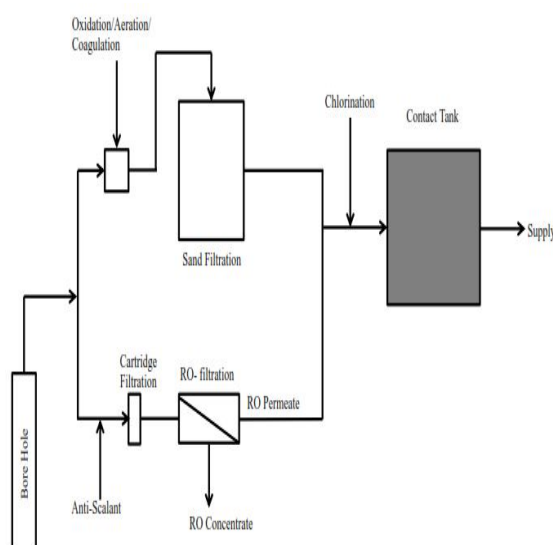 Oxidation/Aeration/
Coagulation
Chlorination
Contact Tank
Supply
Sand Filtration
Cartridge
Filtration
RO- filtration
RO Permeate
Bore Hole
Anti-Scalant
RO Concentrate